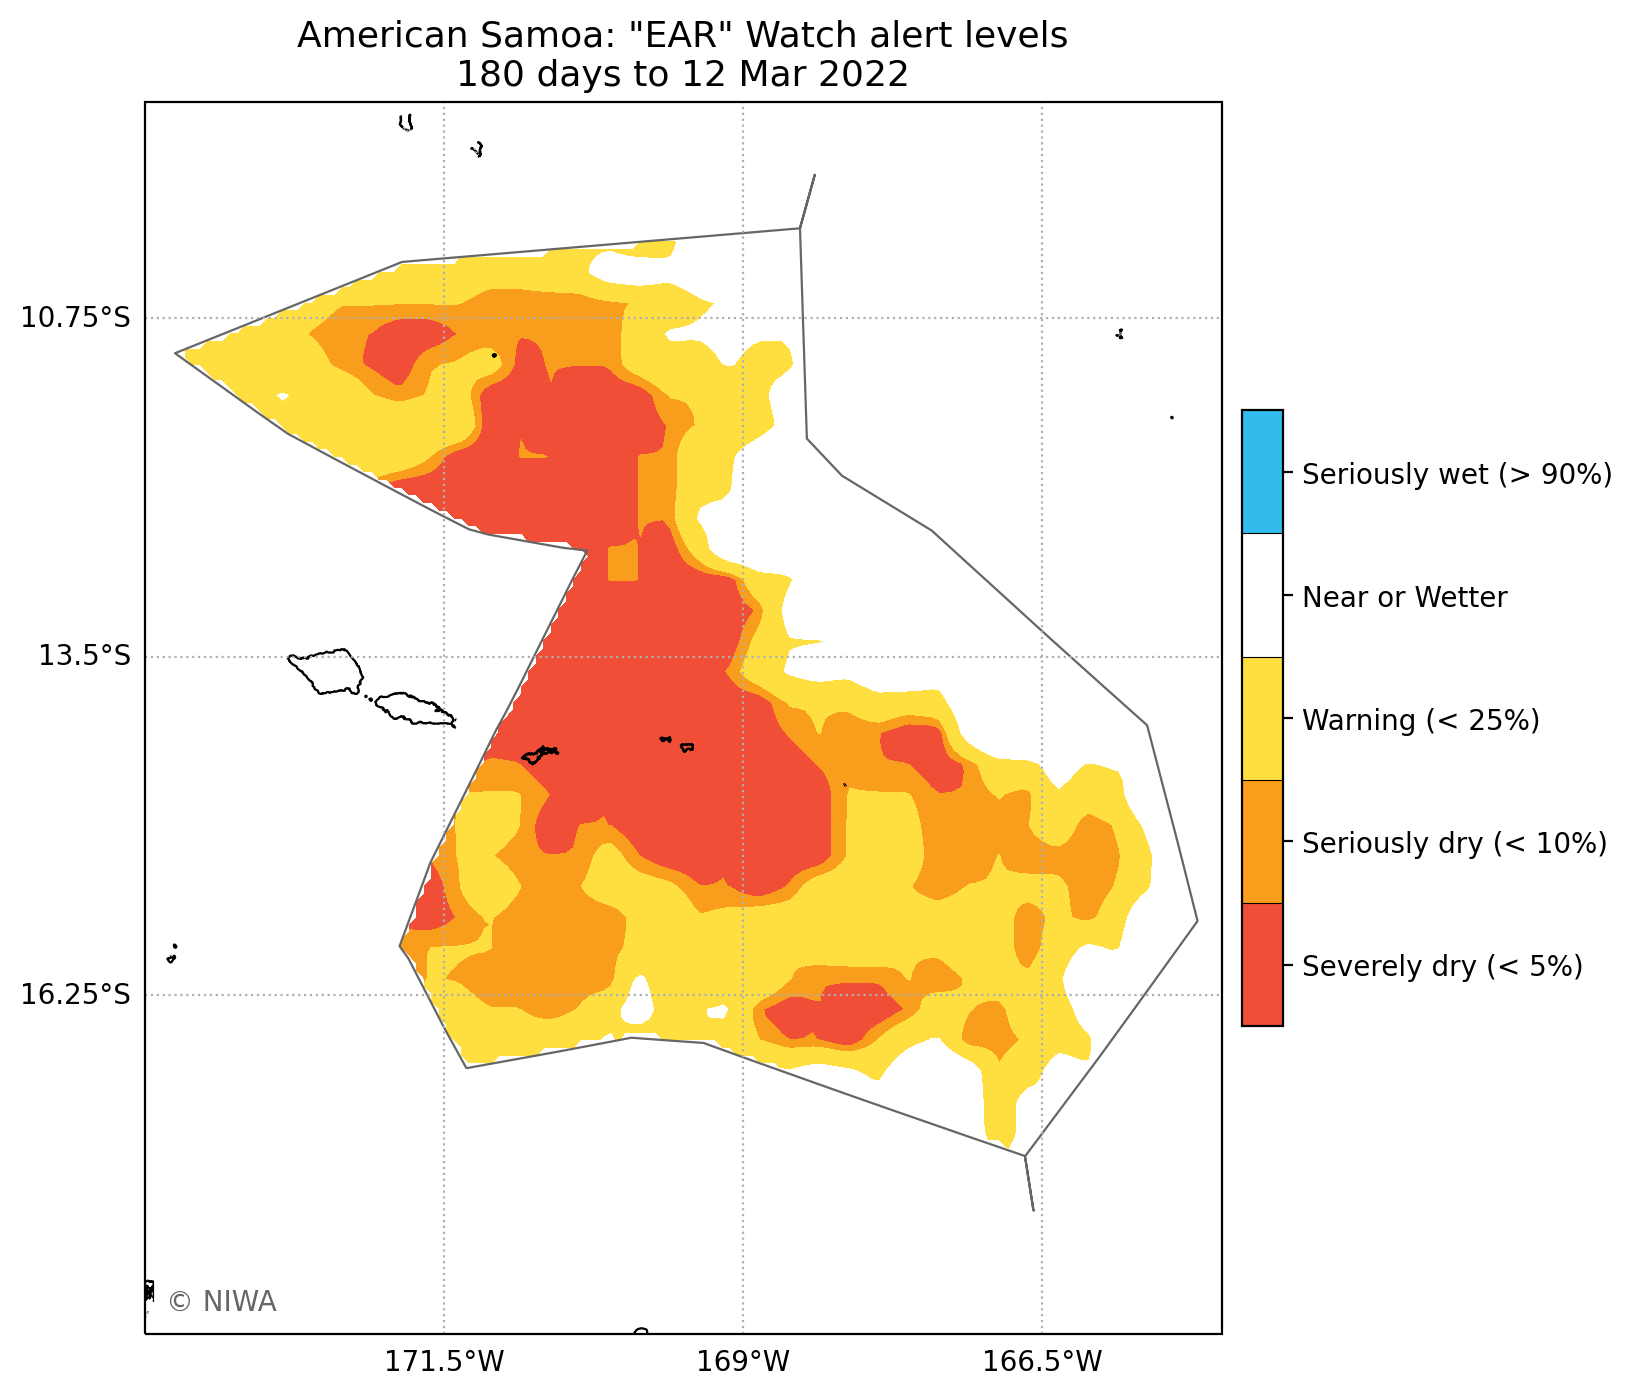 American Samoa: "EAR" Watch alert levels
180 days to 12 Mar 2022
10.75°S
13.5°S
16.25°S
171.5°W
169°W
166.5°W
Seriously wet (> 90%)
Near or Wetter
Warning (< 25%)
Seriously dry (< 10%)
Severely dry (< 5%)
© NIWA